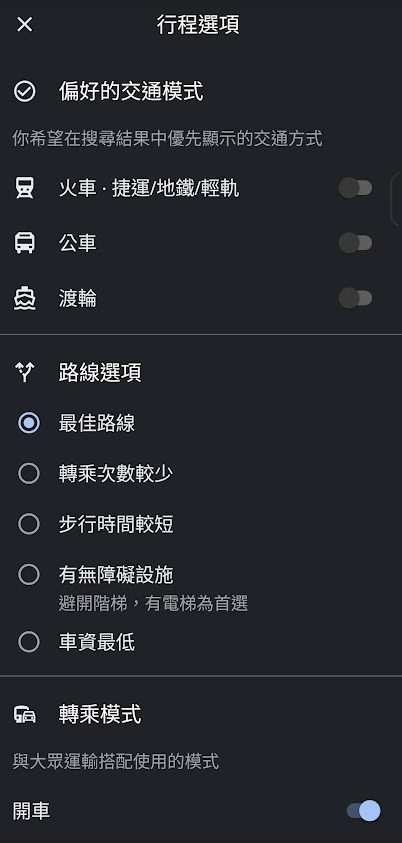 行程選項
偏好的交通模式
你希望在搜尋結果中優先顯示的交通方式
火車 · 捷運/地鐵/輕軌
公車
渡輪
路線選項
最佳路線
轉乘次數較少
步行時間較短
有無障礙設施
避開階梯，有電梯為首選
車資最低
轉乘模式
與大眾運輸搭配使用的模式
開車